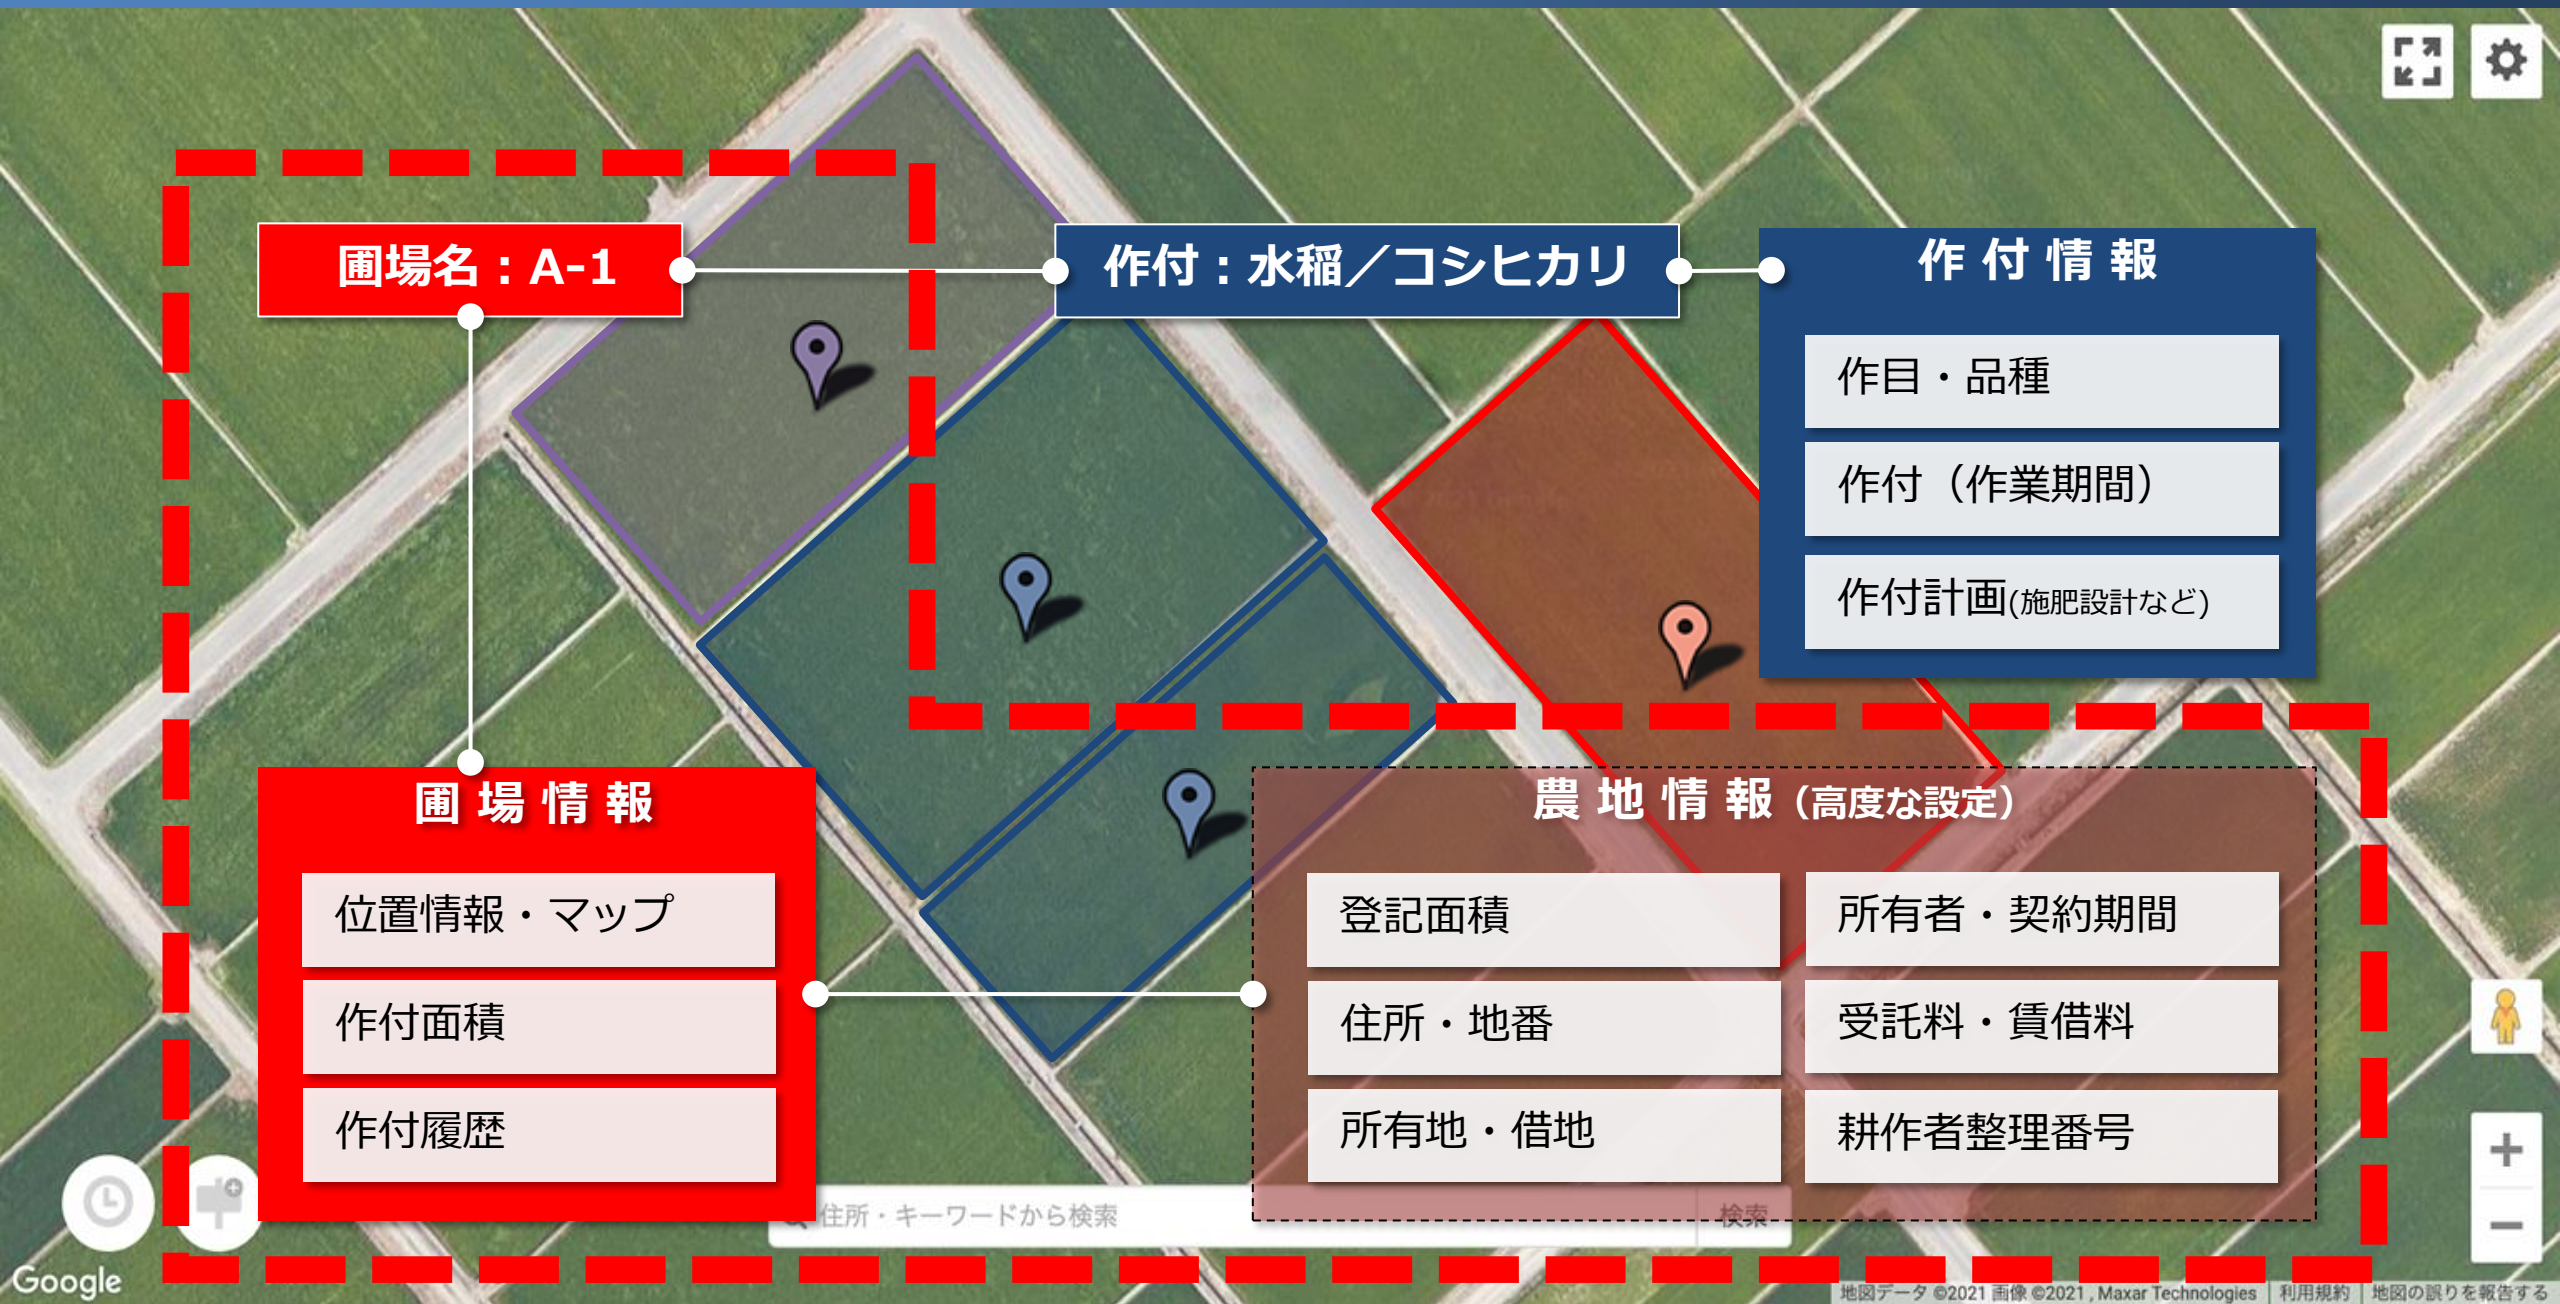 圃場名：A-1
作付：水稲／コシヒカリ
作付情報
作目・品種
作付（作業期間）
作付計画(施肥設計など)
圃場情報
位置情報・マップ
作付面積
作付履歴
農地情報（高度な設定）
登記面積
所有者・契約期間
住所・地番
受託料・賃借料
所有地・借地
耕作者整理番号
住所・キーワードから検索
検索
Google
地図データ ©2021 画像 ©2021 , Maxar Technologies
利用規約
地図の誤りを報告する